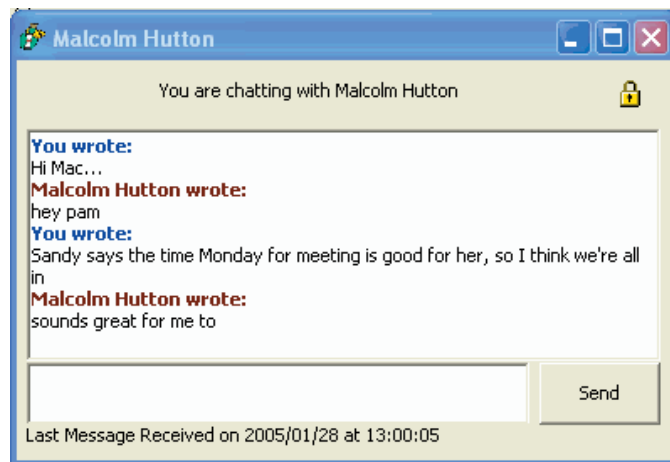 Malcolm Hutton
You are chatting with Malcolm Hutton
You wrote:
Hi Mac...
Malcolm Hutton wrote:
hey pam
You wrote:
Sandy says the time Monday for meeting is good for her, so I think we're all
in
Malcolm Hutton wrote:
sounds great for me to
Send
Last Message Received on 2005/01/28 at 13:00:05